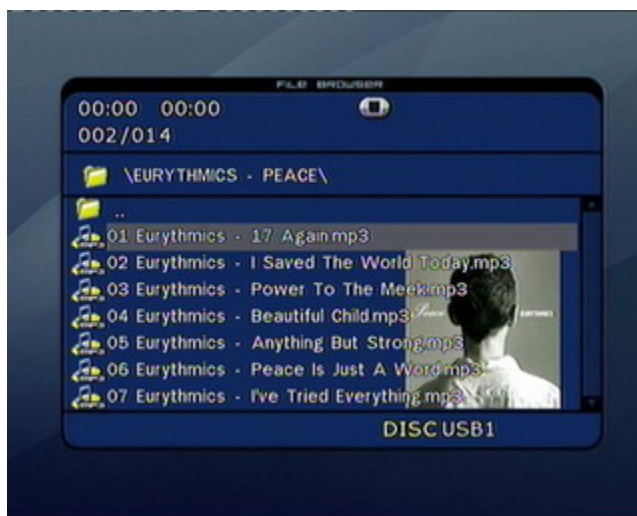 FILE BROWSER
00:00 00:00
002/014
\EURYTHMICS - PEACE\
..
01 Eurythmics - 17 Again.mp3
02 Eurythmics - I Saved The World Today.mp3
03 Eurythmics - Power To The Meek.mp3
04 Eurythmics - Beautiful Child.mp3
05 Eurythmics - Anything But Strong.mp3
06 Eurythmics - Peace Is Just A Word.mp3
07 Eurythmics - I've Tried Everything.mp3
Peace EURYTHMICS
DISC USB1